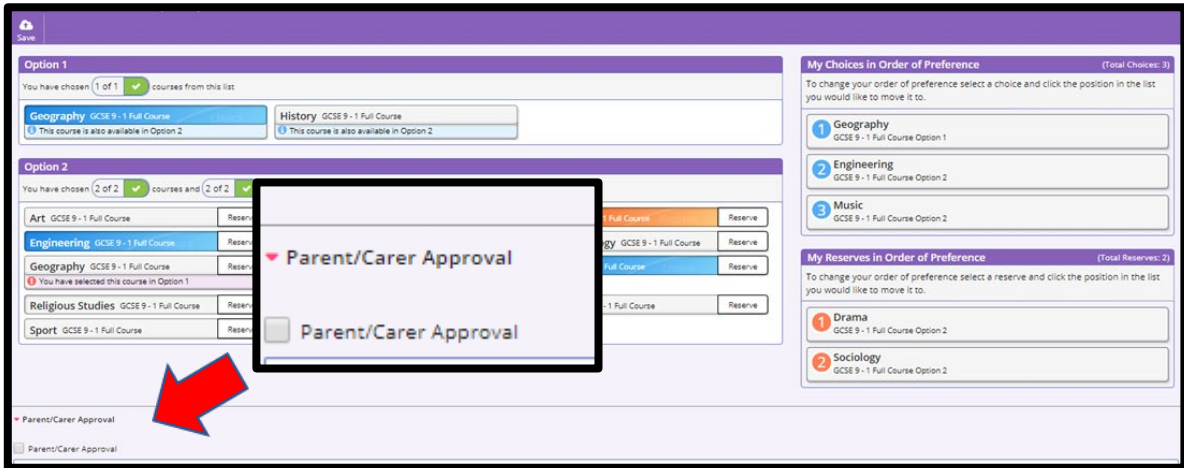 Save
Option 1
You have chosen 1 of 1 courses from this list
Geography GCSE 9 - 1 Full Course
This course is also available in Option 2
History GCSE 9 - 1 Full Course
This course is also available in Option 2
Option 2
You have chosen 2 of 2 courses and 2 of 2
Art GCSE 9 - 1 Full Course
Engineering GCSE 9 - 1 Full Course
Geography GCSE 9 - 1 Full Course
You have selected this course in Option 1
Religious Studies GCSE 9 - 1 Full Course
Sport GCSE 9 - 1 Full Course
Full Course Reserve
GCSE 9 - 1 Full Course Reserve
Full Course Reserve
- 1 Full Course Reserve
Parent/Carer Approval
Parent/Carer Approval
My Choices in Order of Preference (Total Choices: 3)
To change your order of preference select a choice and click the position in the list
you would like to move it to.
1 Geography
GCSE 9 - 1 Full Course Option 1
2 Engineering
GCSE 9 - 1 Full Course Option 2
3 Music
GCSE 9 - 1 Full Course Option 2
My Reserves in Order of Preference (Total Reserves: 2)
To change your order of preference select a reserve and click the position in the list
you would like to move it to.
1 Drama
GCSE 9 - 1 Full Course Option 2
2 Sociology
GCSE 9 - 1 Full Course Option 2
Parent/Carer Approval
Parent/Carer Approval